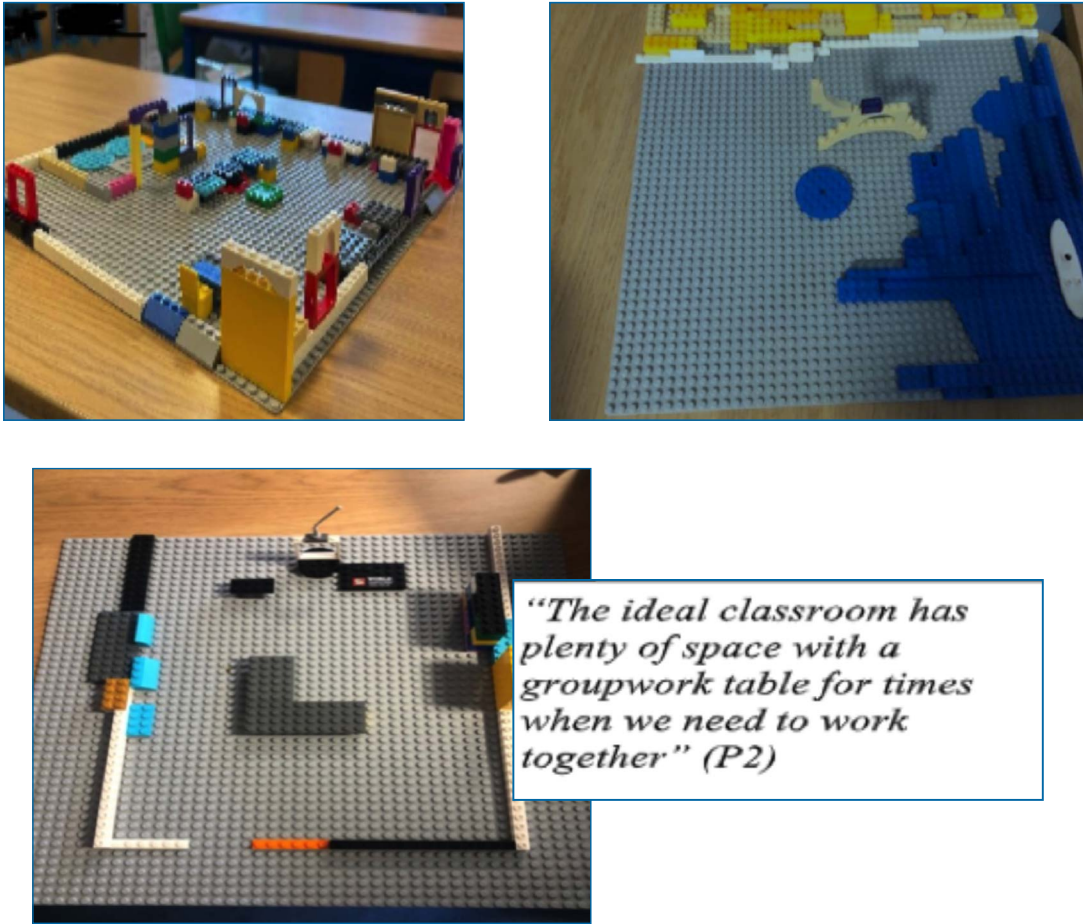 WORLD
“The ideal classroom has
plenty of space with a
groupwork table for times
when we need to work
together” (P2)